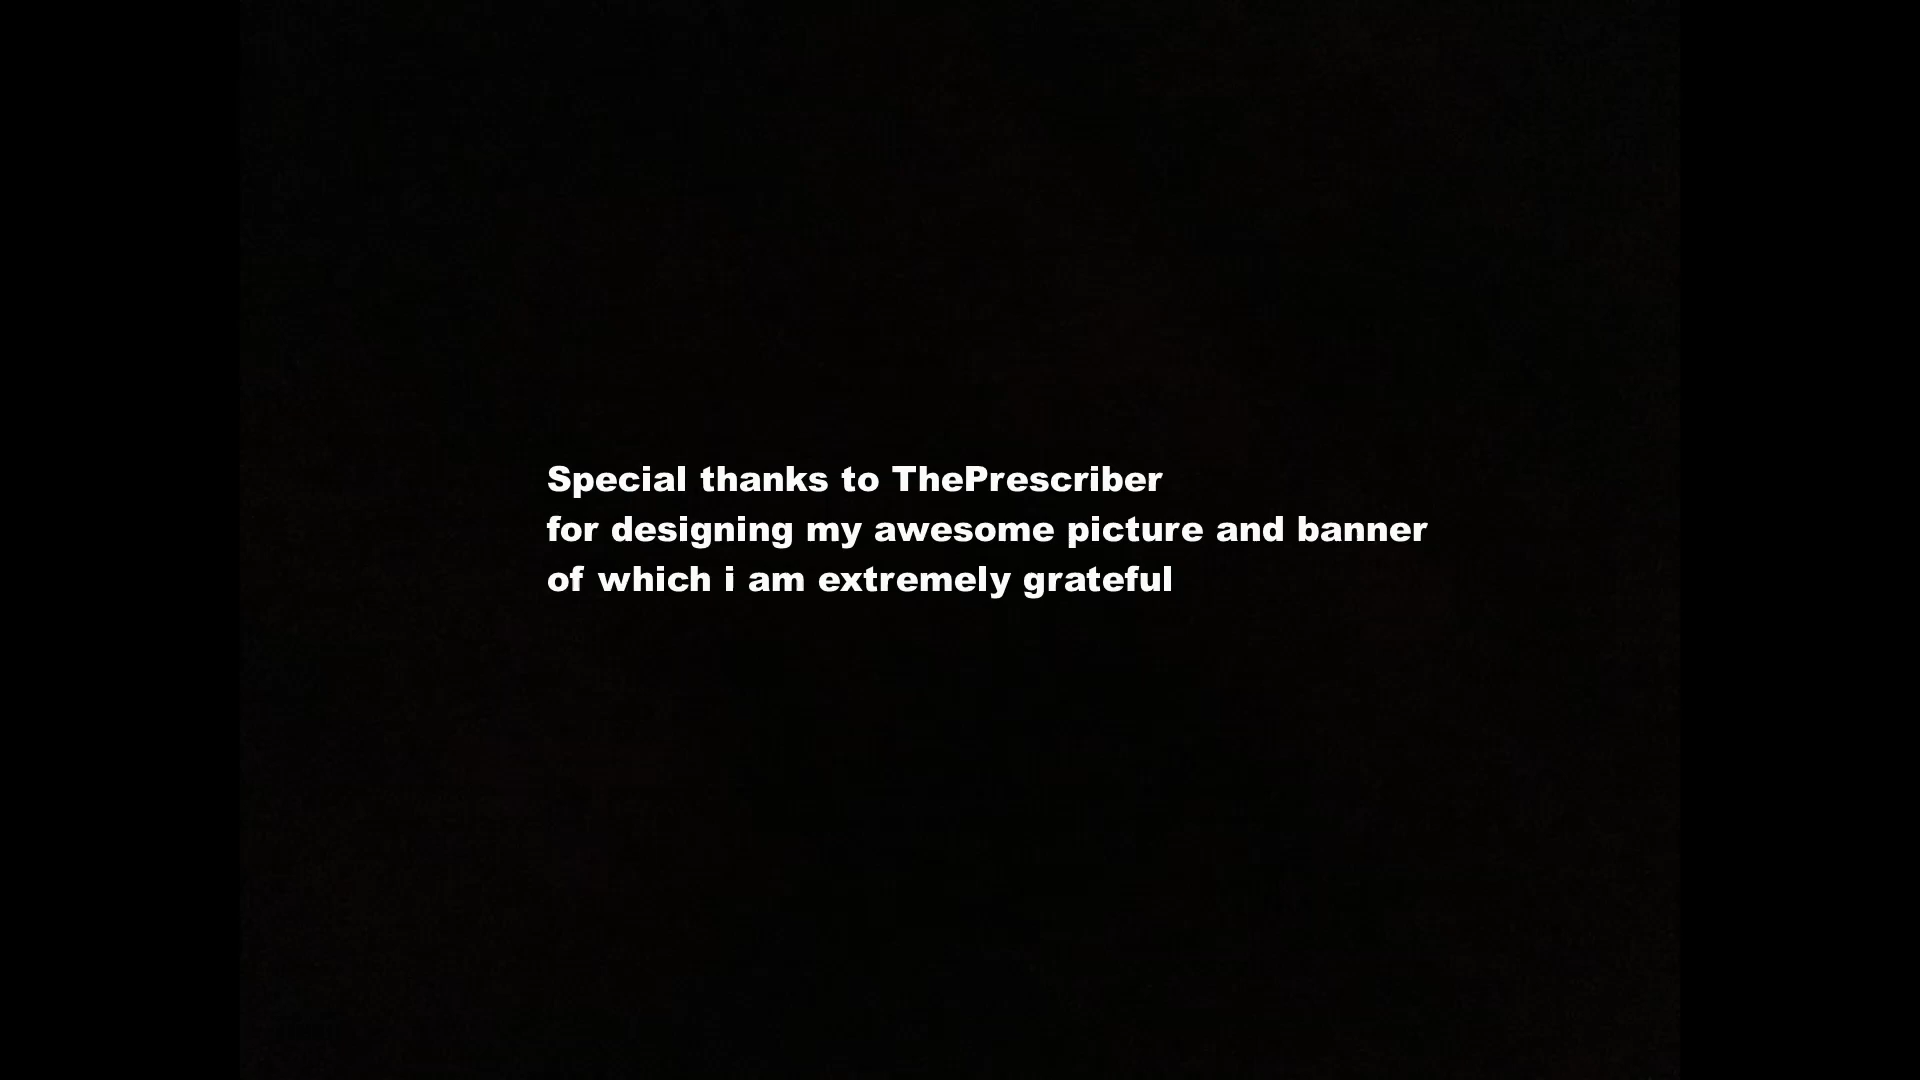 Special thanks to ThePrescriber
for designing my awesome picture and banner
of which i am extremely grateful